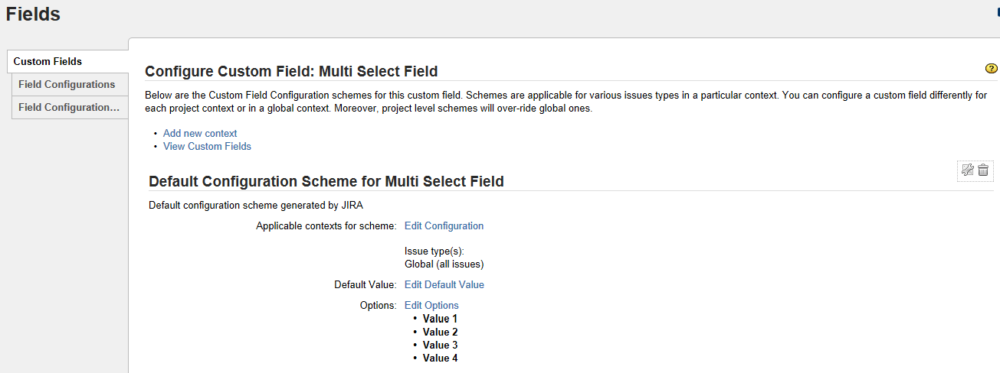 Fields
Custom Fields
Field Configurations
Field Configuration...
Configure Custom Field: Multi Select Field
?
Below are the Custom Field Configuration schemes for this custom field. Schemes are applicable for various issues types in a particular context. You can configure a custom field differently for
each project context or in a global context. Moreover, project level schemes will over-ride global ones.
• Add new context
• View Custom Fields
Default Configuration Scheme for Multi Select Field
Default configuration scheme generated by JIRA
Applicable contexts for scheme: Edit Configuration
Issue type(s):
Global (all issues)
Default Value: Edit Default Value
Options: Edit Options
• Value 1
• Value 2
• Value 3
• Value 4